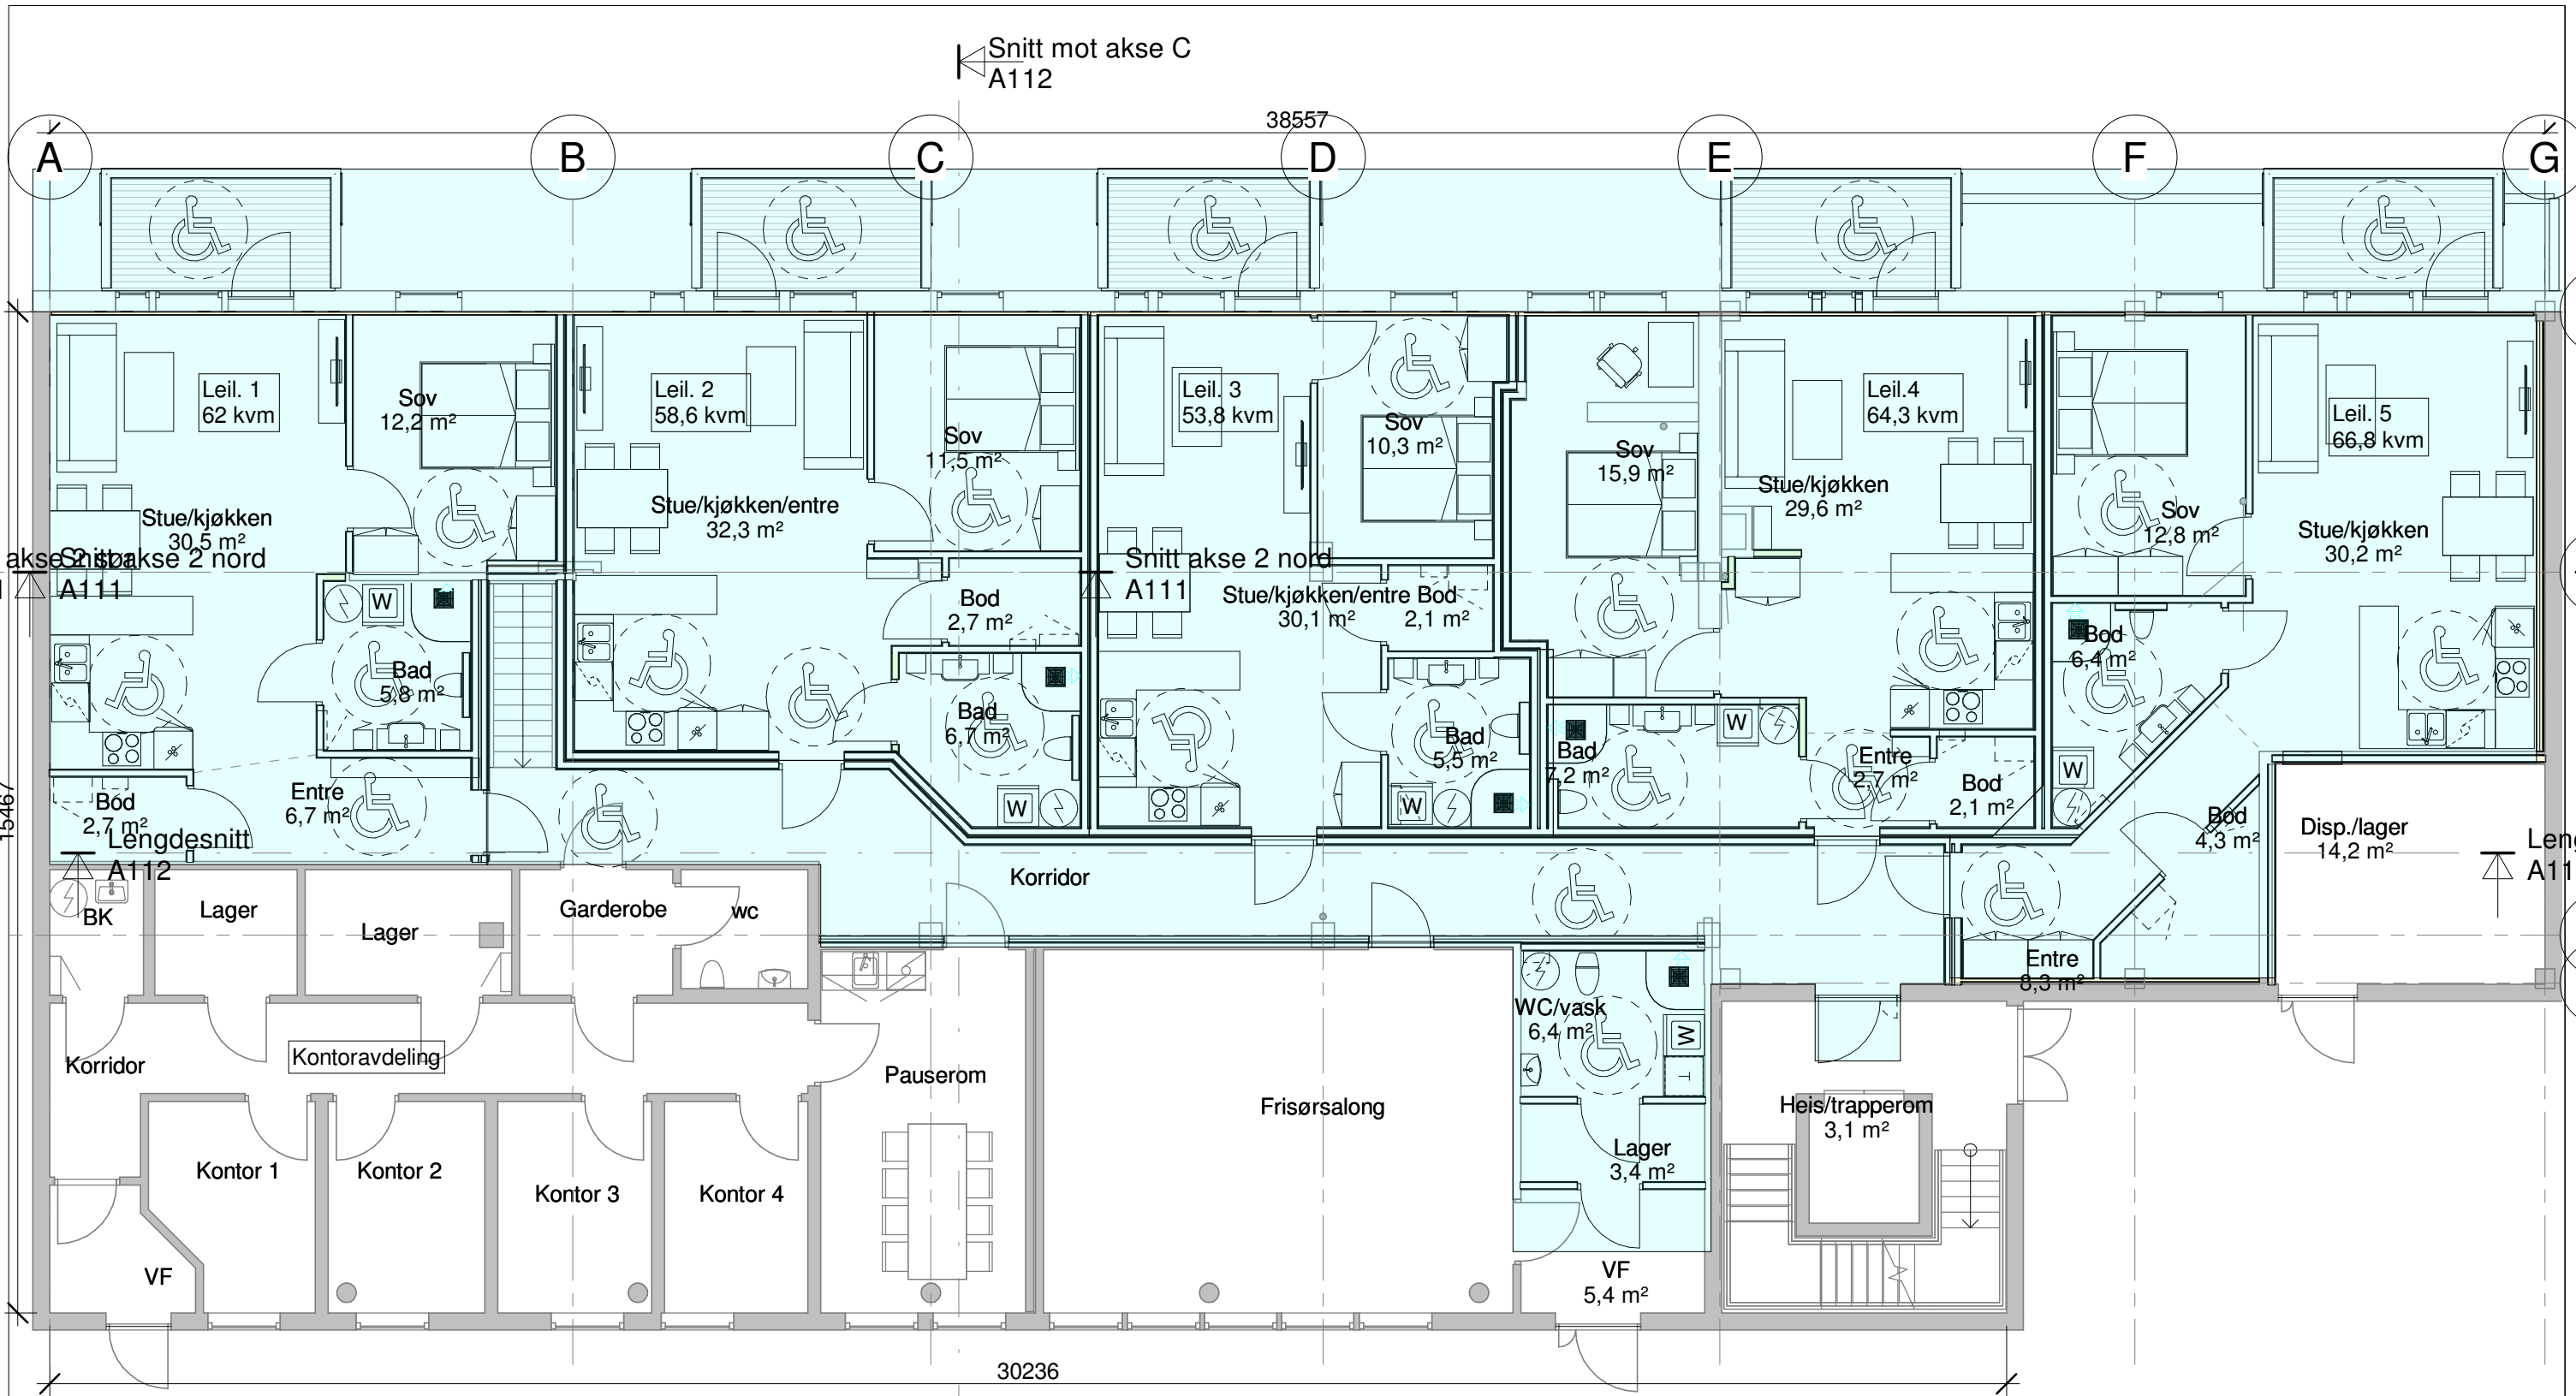 Snitt mot akse C
A112
38557
A
B
C
D
E
F
G
Leil. 1
62 kvm
Sov
12,2 m²
Leil. 2
58,6 kvm
Sov
11,5 m²
Leil. 3
53,8 kvm
Sov
10,3 m²
Sov
15,9 m²
Leil.4
64,3 kvm
Leil. 5
66,8 kvm
Stue/kjøkken
30,5 m²
Stue/kjøkken/entre
32,3 m²
Stue/kjøkken
29,6 m²
Sov
12,8 m²
Stue/kjøkken
30,2 m²
akse 2 sør
Snitt akse 2 nord
A111
Snitt akse 2 nord
A111
W
Bod
2,7 m²
Stue/kjøkken/entre
30,1 m²
Bod
2,1 m²
Bod
6,4 m²
Bad
5,8 m²
Bad
6,7 m²
Bad
5,5 m²
Bad
7,2 m²
W
Entre
2,7 m²
Bod
2,1 m²
W
W
W
Bod
2,7 m²
Entre
6,7 m²
Bod
4,3 m²
Disp./lager
14,2 m²
15467
Lengdesnitt
A112
Leng
A11
Korridor
BK
Lager
Lager
Garderobe
wc
Entre
8,3 m²
WC/vask
6,4 m²
W
T
Korridor
Kontoravdeling
Pauserom
Frisørsalong
Heis/trapperom
3,1 m²
Lager
3,4 m²
Kontor 1
Kontor 2
Kontor 3
Kontor 4
VF
VF
5,4 m²
30236